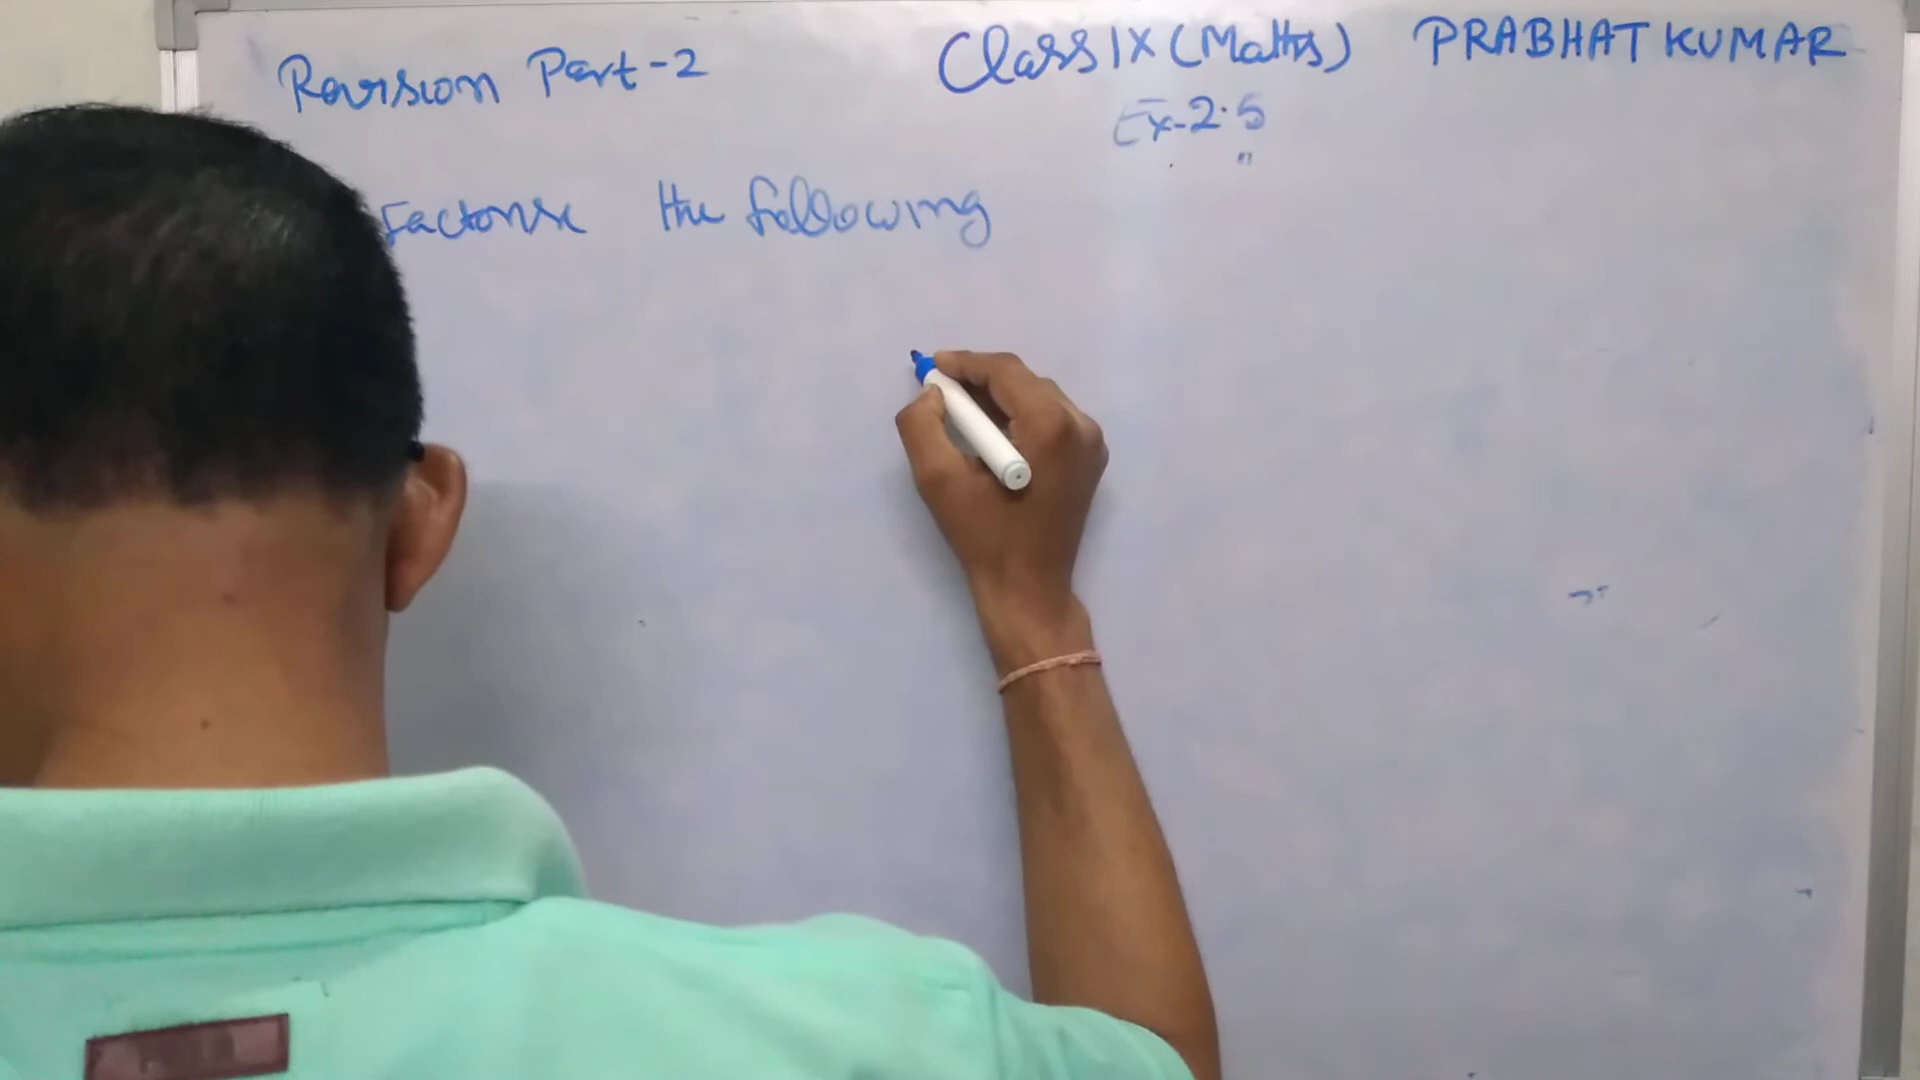 Revision Part-2 Class IX (Maths) PRABHAT KUMAR
Ex-2.5
Factorise the following